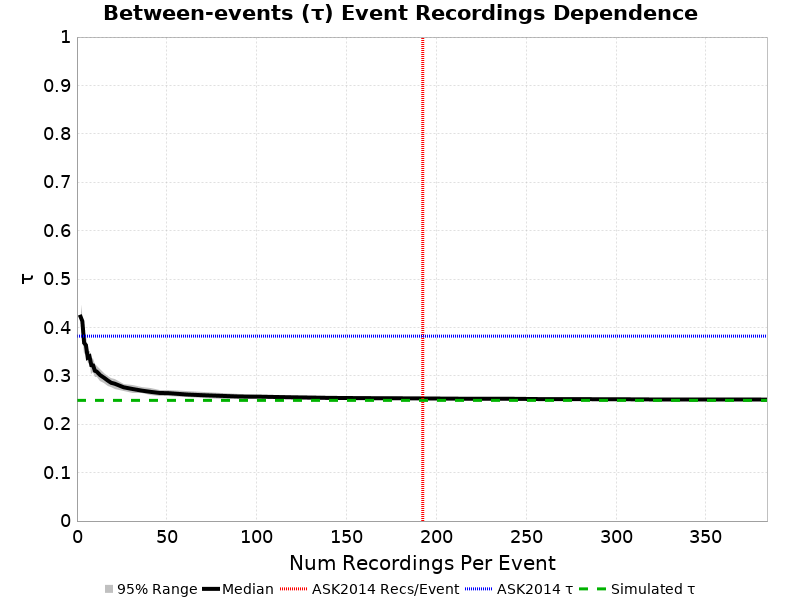 Between-events (τ) Event Recordings Dependence
1
0.9
0.8
0.7
0.6
0.5
0.4
0.3
0.2
0.1
0
τ
0 50 100 150 200 250 300 350
Num Recordings Per Event
95% Range Median ASK2014 Recs/Event ASK2014 τ Simulated τ